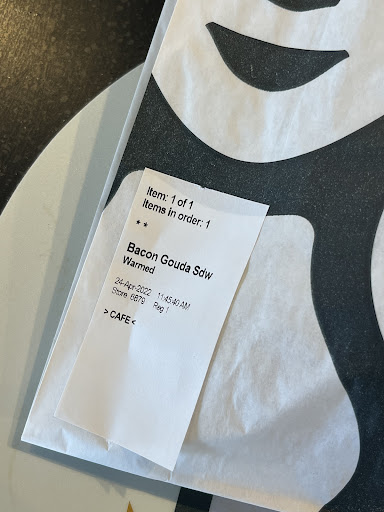 Item: 1 of 1
Items in order: 1
* *
Bacon Gouda Sdw
Warmed
24-Apr-2022 11:45:40 AM
Store, 6879 Reg 1
> CAFE <